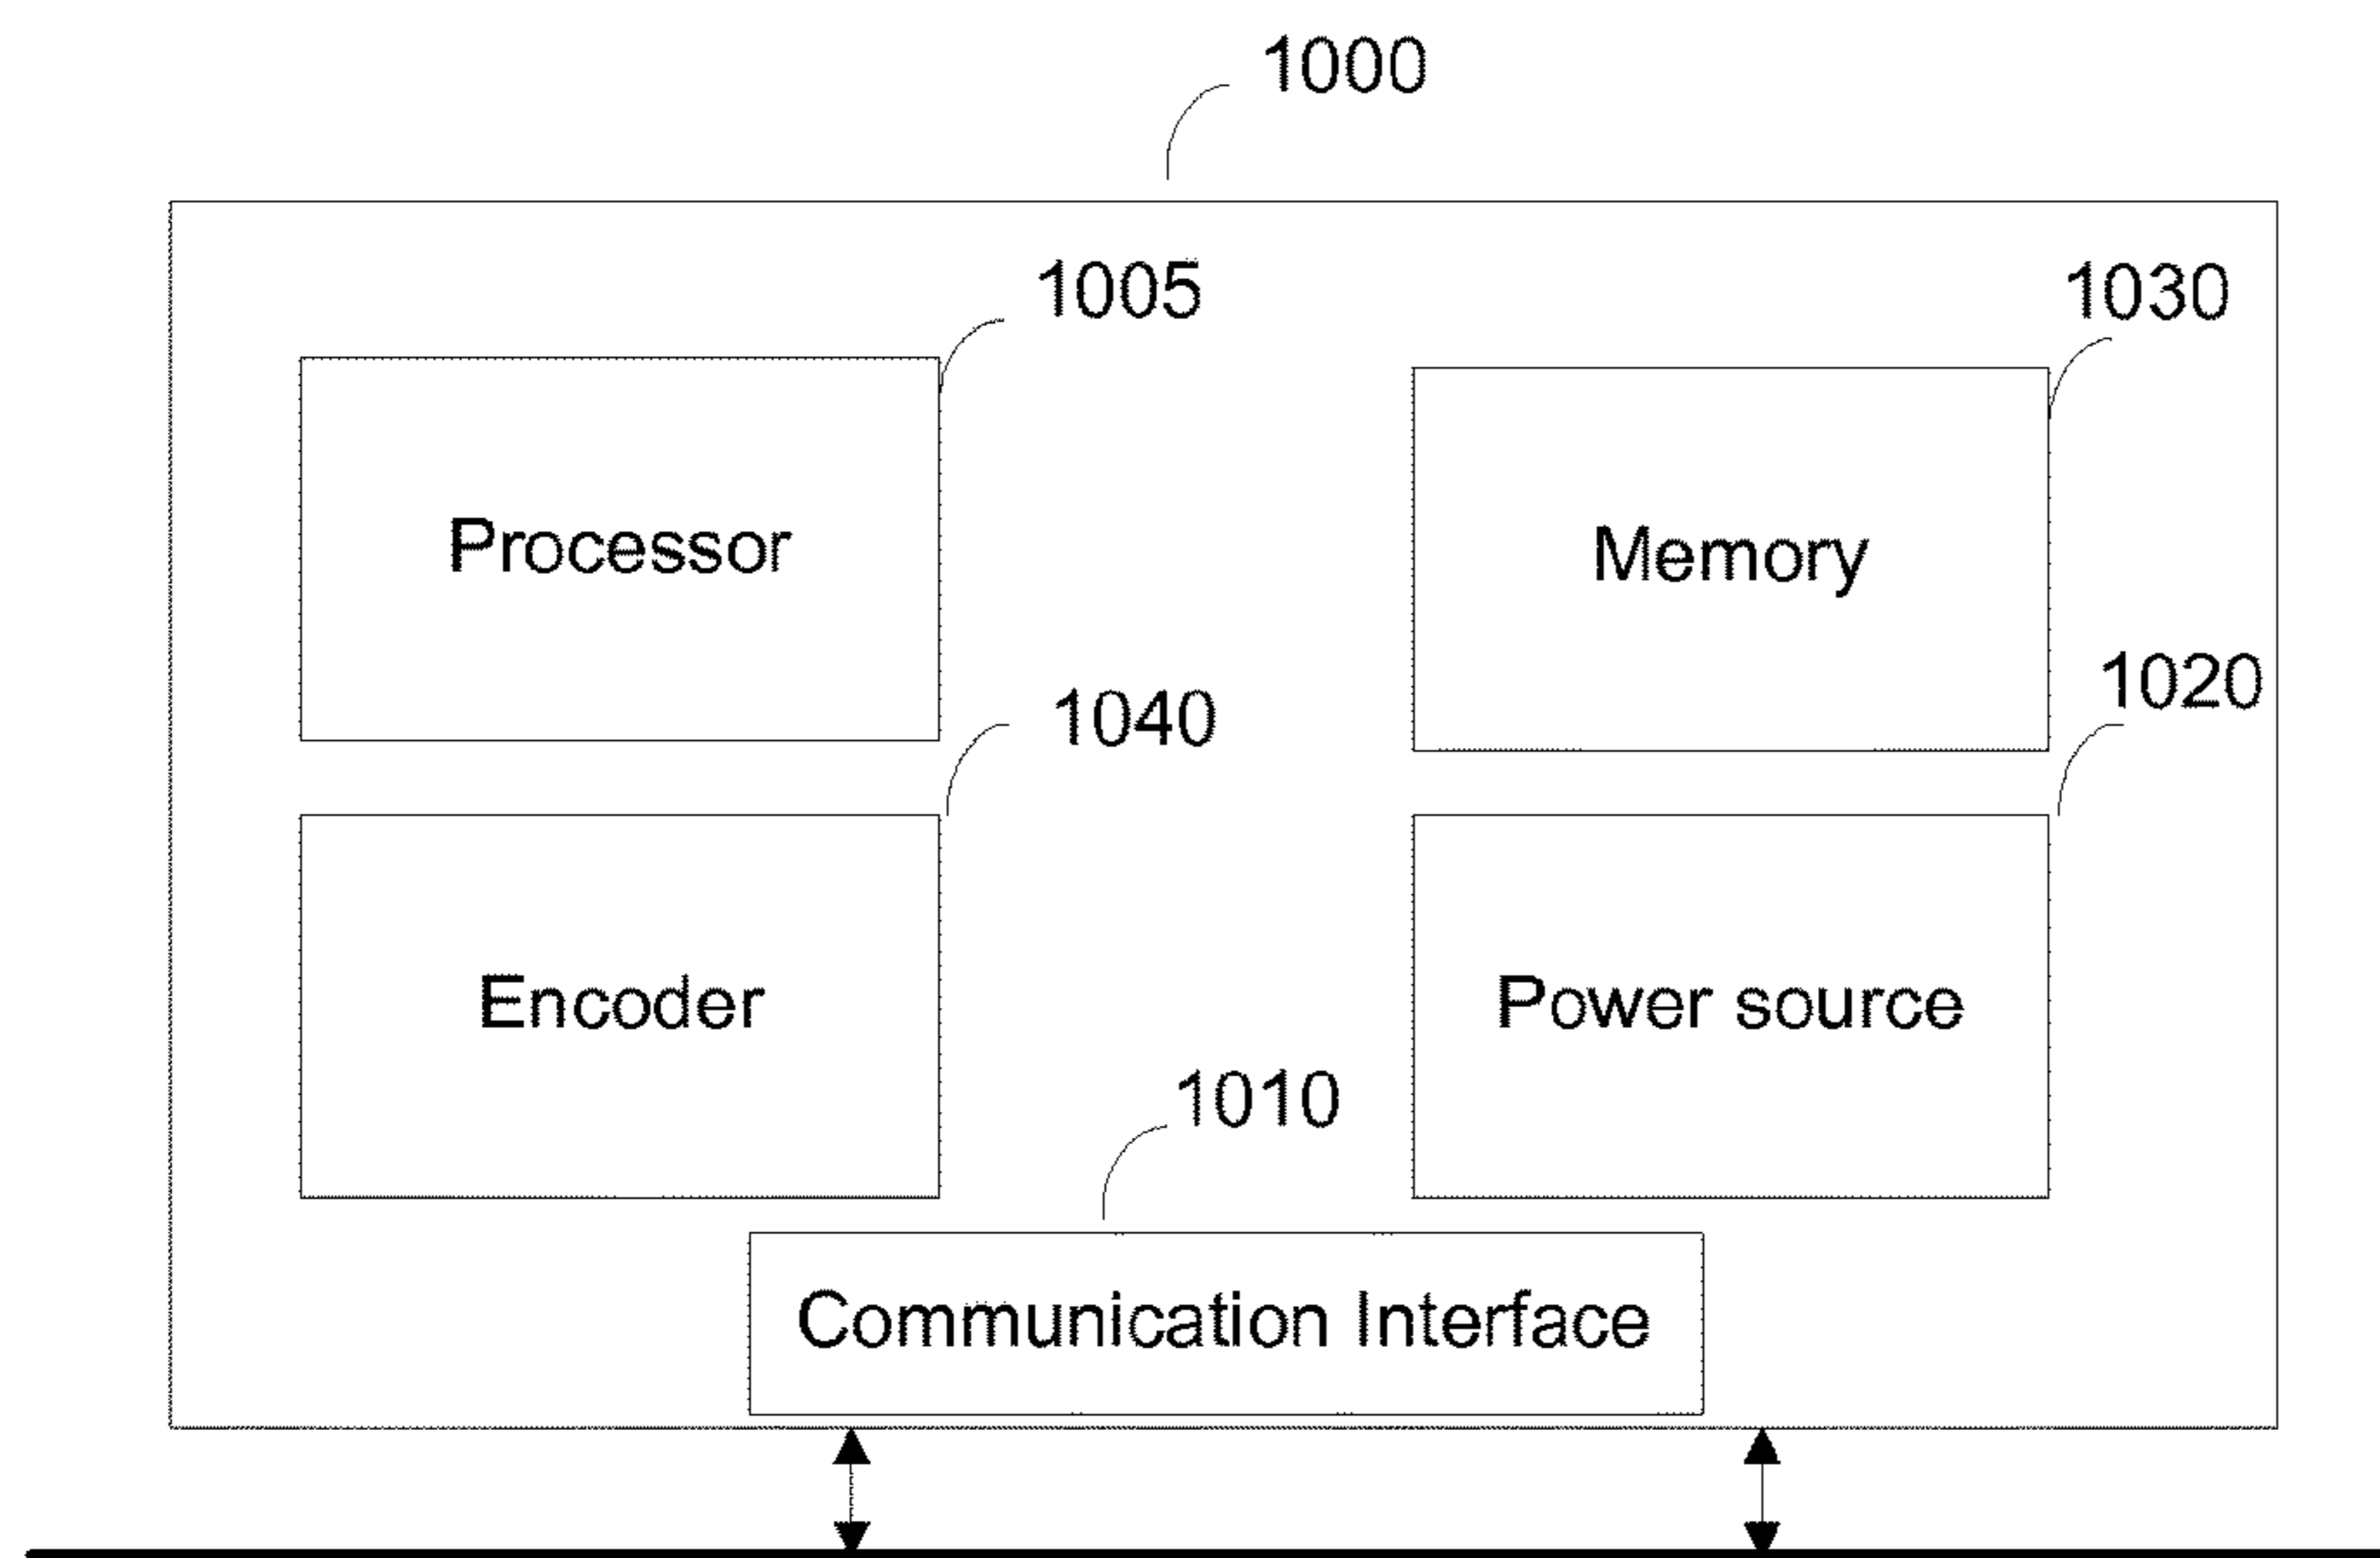 1000
1005
1030
Processor
Memory
1040
1020
Encoder
Power source
1010
Communication Interface